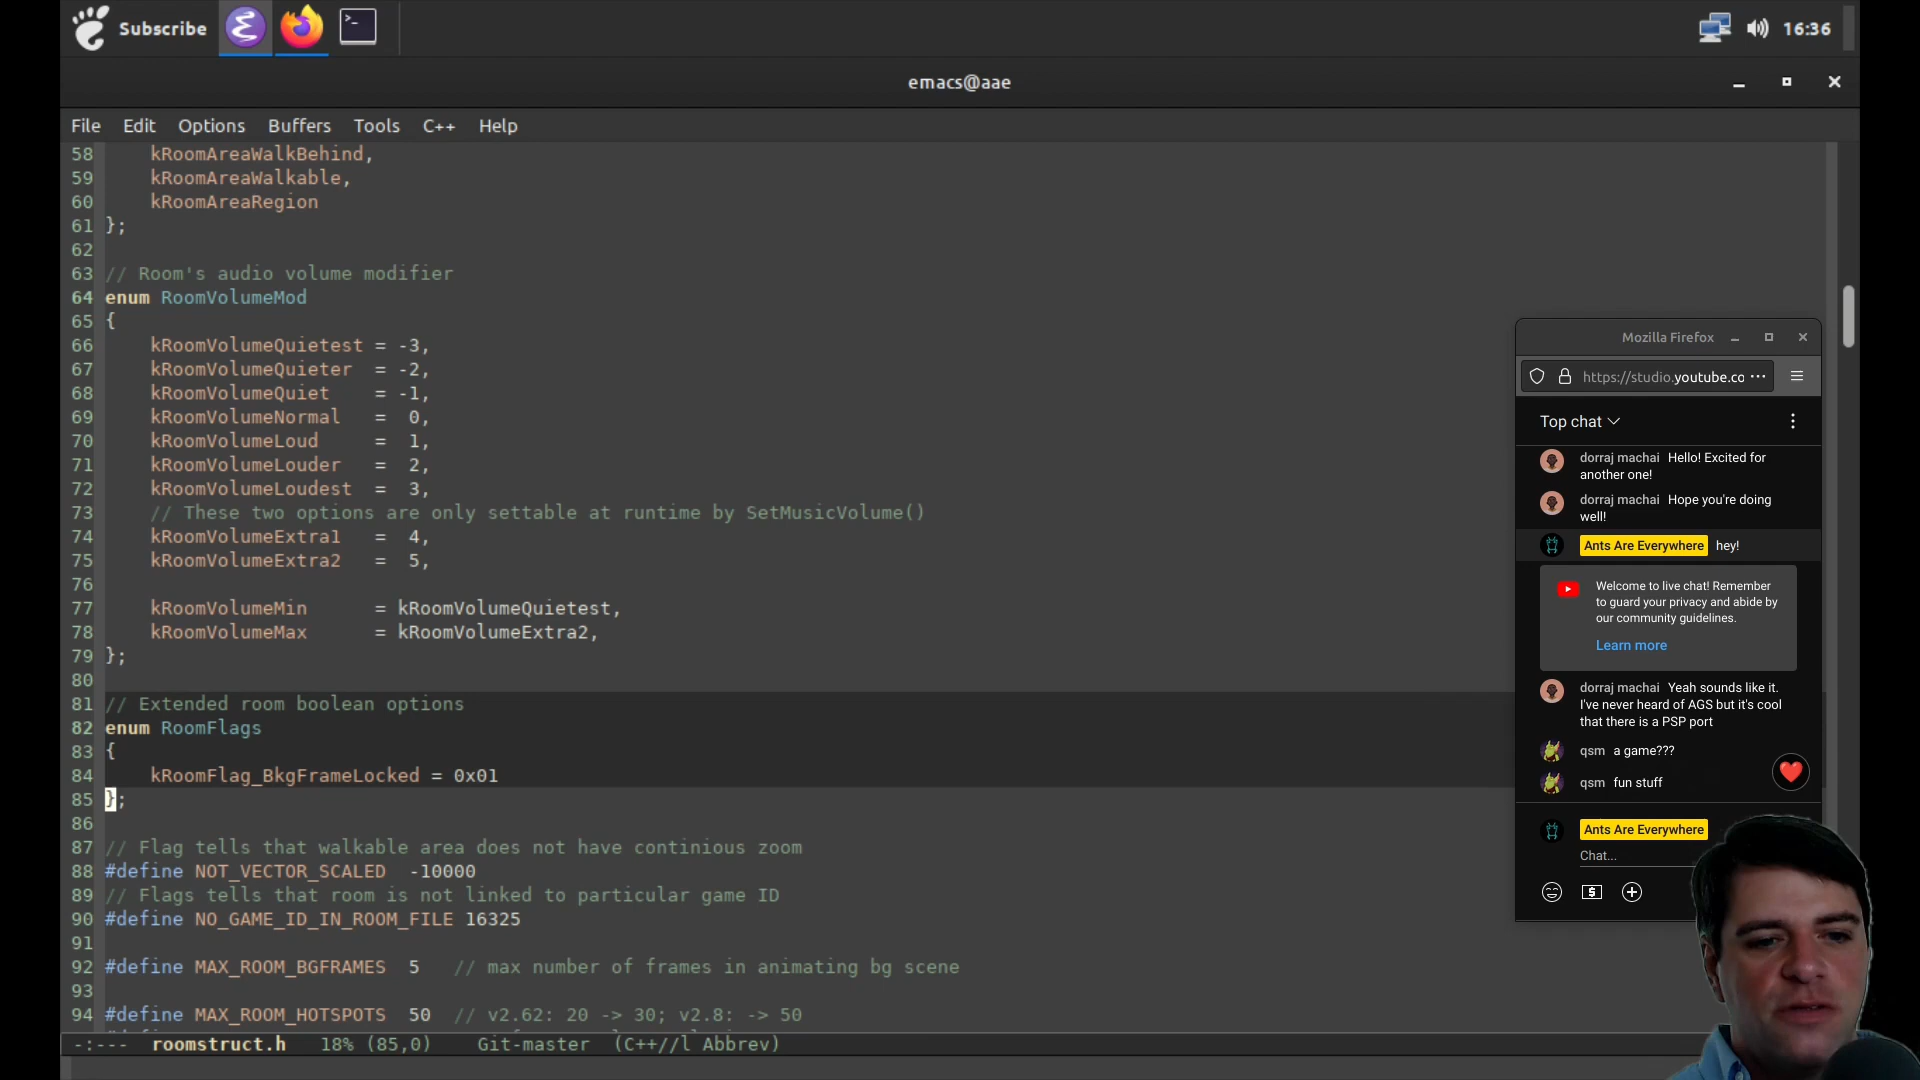 Subscribe
16:36
emacs@aae
File Edit Options Buffers Tools C++ Help
58 kRoomAreaWalkBehind,
59 kRoomAreaWalkable,
60 kRoomAreaRegion
61 };
62
63 // Room's audio volume modifier
64 enum RoomVolumeMod
65 {
66 kRoomVolumeQuietest = -3,
67 kRoomVolumeQuieter = -2,
68 kRoomVolumeQuiet = -1,
69 kRoomVolumeNormal = 0,
70 kRoomVolumeLoud = 1,
71 kRoomVolumeLouder = 2,
72 kRoomVolumeLoudest = 3,
73 // These two options are only settable at runtime by SetMusicVolume()
74 kRoomVolumeExtra1 = 4,
75 kRoomVolumeExtra2 = 5,
76
77 kRoomVolumeMin = kRoomVolumeQuietest,
78 kRoomVolumeMax = kRoomVolumeExtra2,
79 };
80
81 // Extended room boolean options
82 enum RoomFlags
83 {
84 kRoomFlag_BkgFrameLocked = 0x01
85 };
86
87 // Flag tells that walkable area does not have continious zoom
88 #define NOT_VECTOR_SCALED -10000
89 // Flags tells that room is not linked to particular game ID
90 #define NO_GAME_ID_IN_ROOM_FILE 16325
91
92 #define MAX_ROOM_BGFRAMES 5 // max number of frames in animating bg scene
93
94 #define MAX_ROOM_HOTSPOTS 50 // v2.62: 20 -> 30; v2.8: -> 50
-:--- roomstruct.h 18% (85,0) Git-master (C++//l Abbrev)
Mozilla Firefox
https://studio.youtube.co
Top chat
dorraj machai Hello! Excited for
another one!
dorraj machai Hope you're doing
well!
Ants Are Everywhere hey!
Welcome to live chat! Remember
to guard your privacy and abide by
our community guidelines.
Learn more
dorraj machai Yeah sounds like it.
I've never heard of AGS but it's cool
that there is a PSP port
qsm a game???
qsm fun stuff
Ants Are Everywhere
Chat...